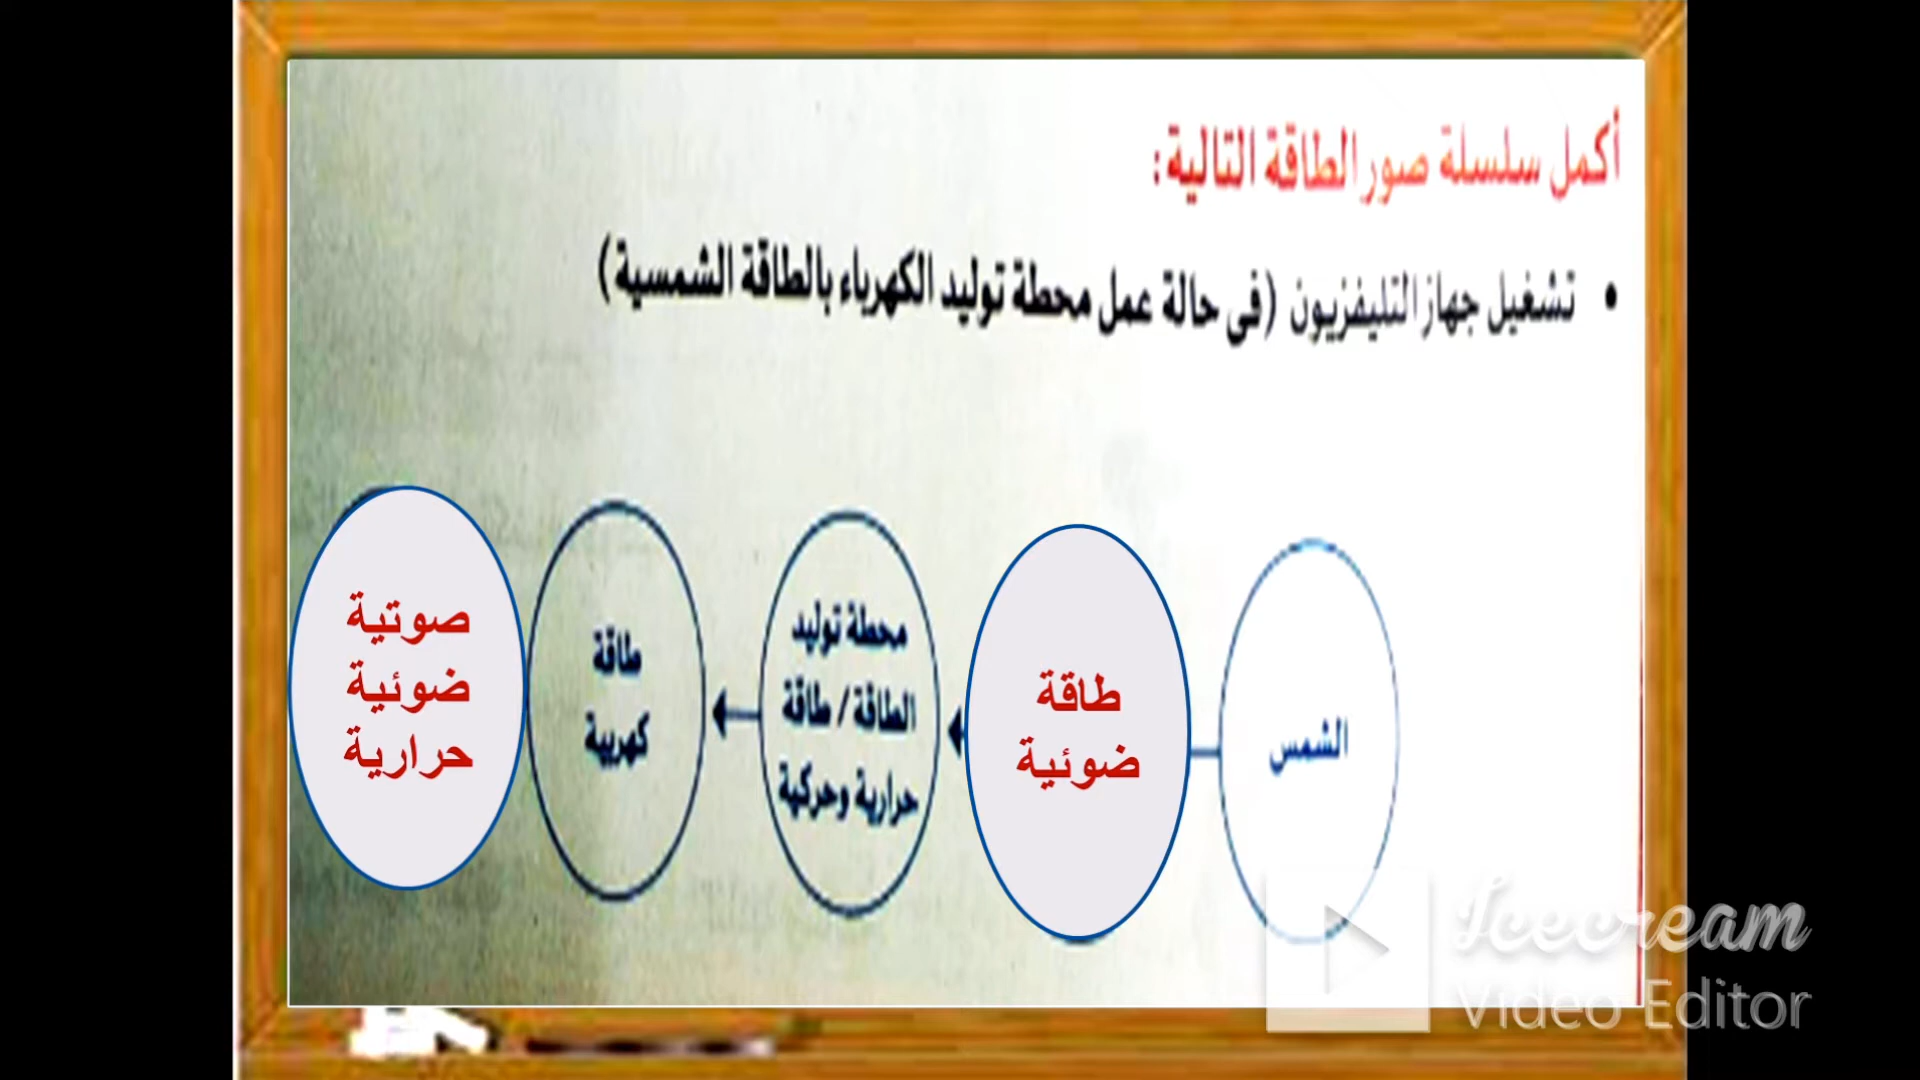 أكمل سلسلة صور الطاقة التالية:
• تشغيل جهاز التليفزيون (فى حالة عمل محطة توليد الكهرباء بالطاقة الشمسية)
الشمس
طاقة
ضوئية
محطة توليد
الطاقة / طاقة
حرارية وحركية
طاقة
كهربية
صوتية
ضوئية
حرارية
Icecream
Video Editor